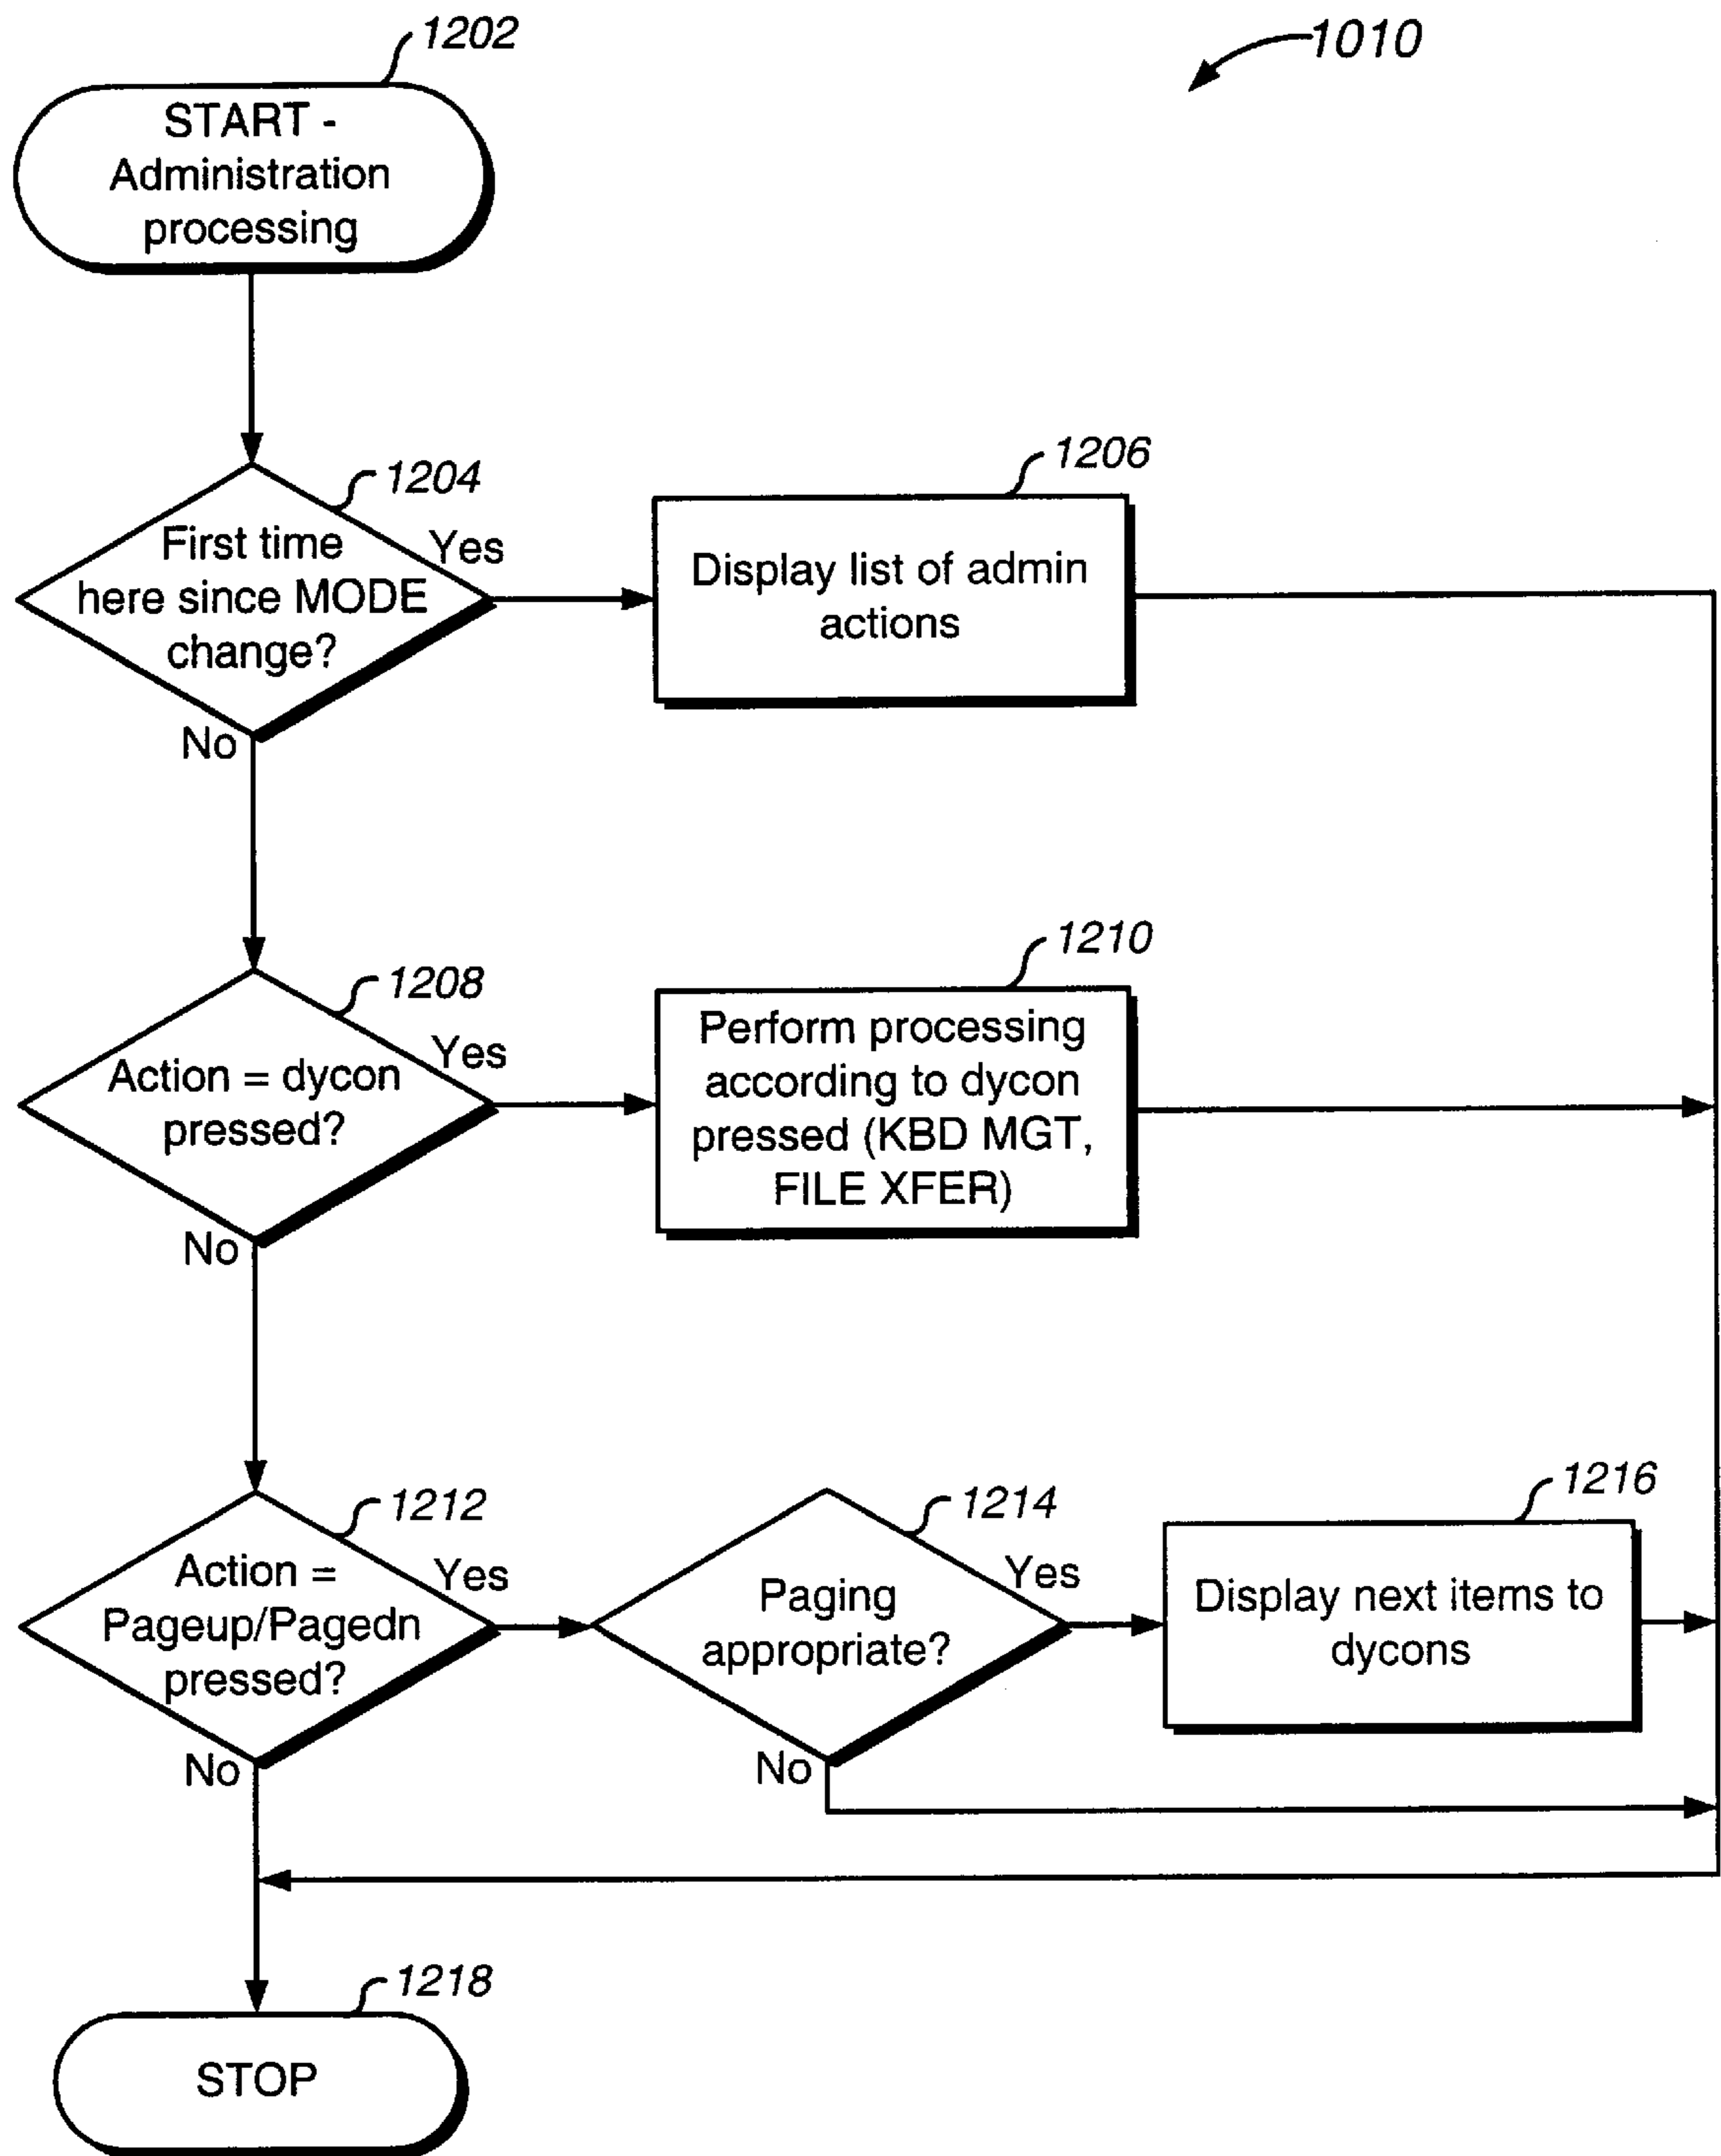 1202
1010
START -
Administration
processing
1204
First time
here since MODE
change?
Yes
No
1206
Display list of admin
actions
1208
Action = dycon
pressed?
Yes
No
1210
Perform processing
according to dycon
pressed (KBD MGT,
FILE XFER)
1212
Action =
Pageup/Pagedn
pressed?
Yes
No
1214
Paging
appropriate?
Yes
No
1216
Display next items to
dycons
1218
STOP